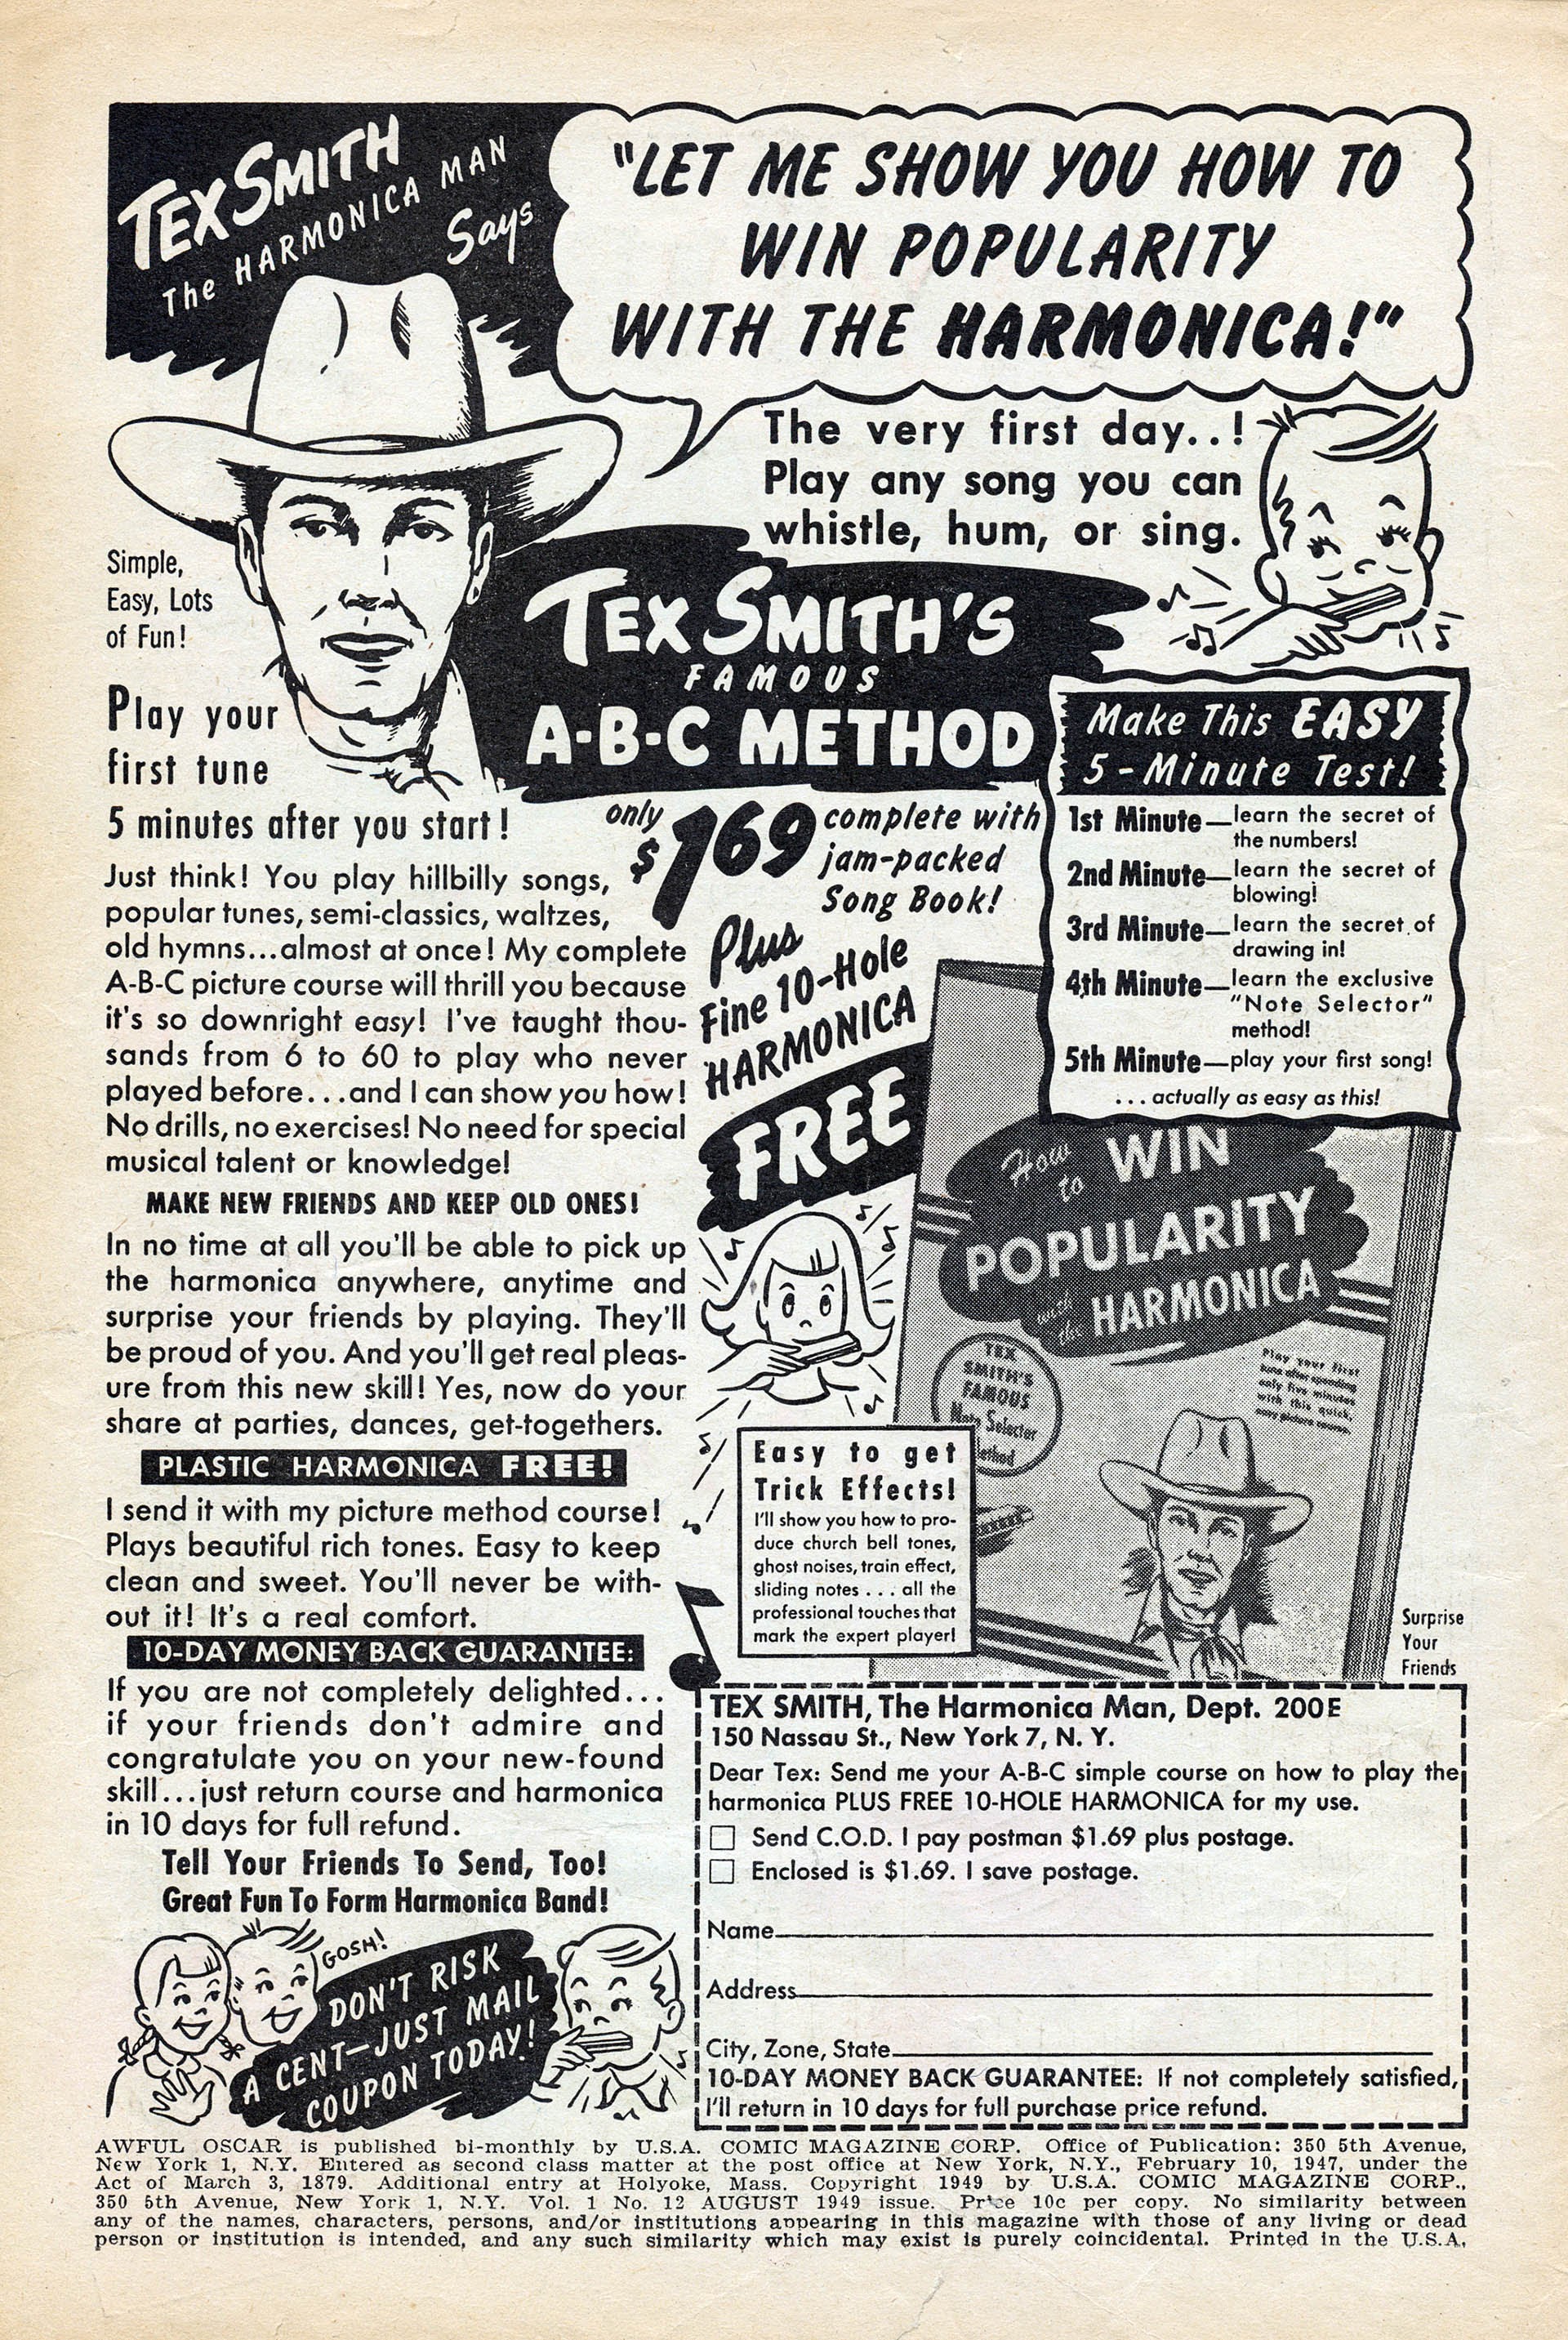 TEX SMITH
The HARMONICA MAN
Says
"LET ME SHOW YOU HOW TO
WIN POPULARITY
WITH THE HARMONICA!"
The very first day..!
Play any song you can
whistle, hum, or sing.
Simple,
Easy, Lots
of Fun!
TEX SMITH'S
FAMOUS
A-B-C METHOD
Play your
first tune
5 minutes after you start!
only
$169
complete with
jam-packed
Song Book!
Plus
Fine 10-Hole
HARMONICA
FREE
Just think! You play hillbilly songs,
popular tunes, semi-classics, waltzes,
old hymns...almost at once! My complete
A-B-C picture course will thrill you because
it's so downright easy! I've taught thou-
sands from 6 to 60 to play who never
played before...and I can show you how!
No drills, no exercises! No need for special
musical talent or knowledge!
MAKE NEW FRIENDS AND KEEP OLD ONES!
In no time at all you'll be able to pick up
the harmonica anywhere, anytime and
surprise your friends by playing. They'll
be proud of you. And you'll get real pleas-
ure from this new skill! Yes, now do your
share at parties, dances, get-togethers.
PLASTIC HARMONICA FREE!
I send it with my picture method course!
Plays beautiful rich tones. Easy to keep
clean and sweet. You'll never be with-
out it! It's a real comfort.
10-DAY MONEY BACK GUARANTEE:
If you are not completely delighted...
if your friends don't admire and
congratulate you on your new-found
skill...just return course and harmonica
in 10 days for full refund.
Tell Your Friends To Send, Too!
Great Fun To Form Harmonica Band!
GOSH!
DON'T RISK
A CENT—JUST MAIL
COUPON TODAY!
Make This EASY
5-Minute Test!
1st Minute—learn the secret of
the numbers!
2nd Minute—learn the secret of
blowing!
3rd Minute—learn the secret of
drawing in!
4th Minute—learn the exclusive
"Note Selector"
method!
5th Minute—play your first song!
...actually as easy as this!
How to WIN
POPULARITY
with the HARMONICA
TEX
SMITH'S
FAMOUS
Note Selecter
ethod
Play your first
tune after spending
only five minutes
with this quick,
easy picture course.
Easy to get
Trick Effects!
I'll show you how to pro-
duce church bell tones,
ghost noises, train effect,
sliding notes . . . all the
professional touches that
mark the expert player!
Surprise
Your
Friends
TEX SMITH, The Harmonica Man, Dept. 200E
150 Nassau St., New York 7, N. Y.
Dear Tex: Send me your A-B-C simple course on how to play the
harmonica PLUS FREE 10-HOLE HARMONICA for my use.
☐ Send C.O.D. I pay postman $1.69 plus postage.
☐ Enclosed is $1.69. I save postage.
Name
Address
City, Zone, State
10-DAY MONEY BACK GUARANTEE: If not completely satisfied,
I'll return in 10 days for full purchase price refund.
AWFUL OSCAR is published bi-monthly by U.S.A. COMIC MAGAZINE CORP. Office of Publication: 350 5th Avenue,
New York 1, N.Y. Entered as second class matter at the post office at New York, N.Y., February 10, 1947, under the
Act of March 3, 1879. Additional entry at Holyoke, Mass. Copyright 1949 by U.S.A. COMIC MAGAZINE CORP.,
350 5th Avenue, New York 1, N.Y. Vol. 1 No. 12 AUGUST 1949 issue. Price 10c per copy. No similarity between
any of the names, characters, persons, and/or institutions appearing in this magazine with those of any living or dead
person or institution is intended, and any such similarity which may exist is purely coincidental. Printed in the U.S.A.